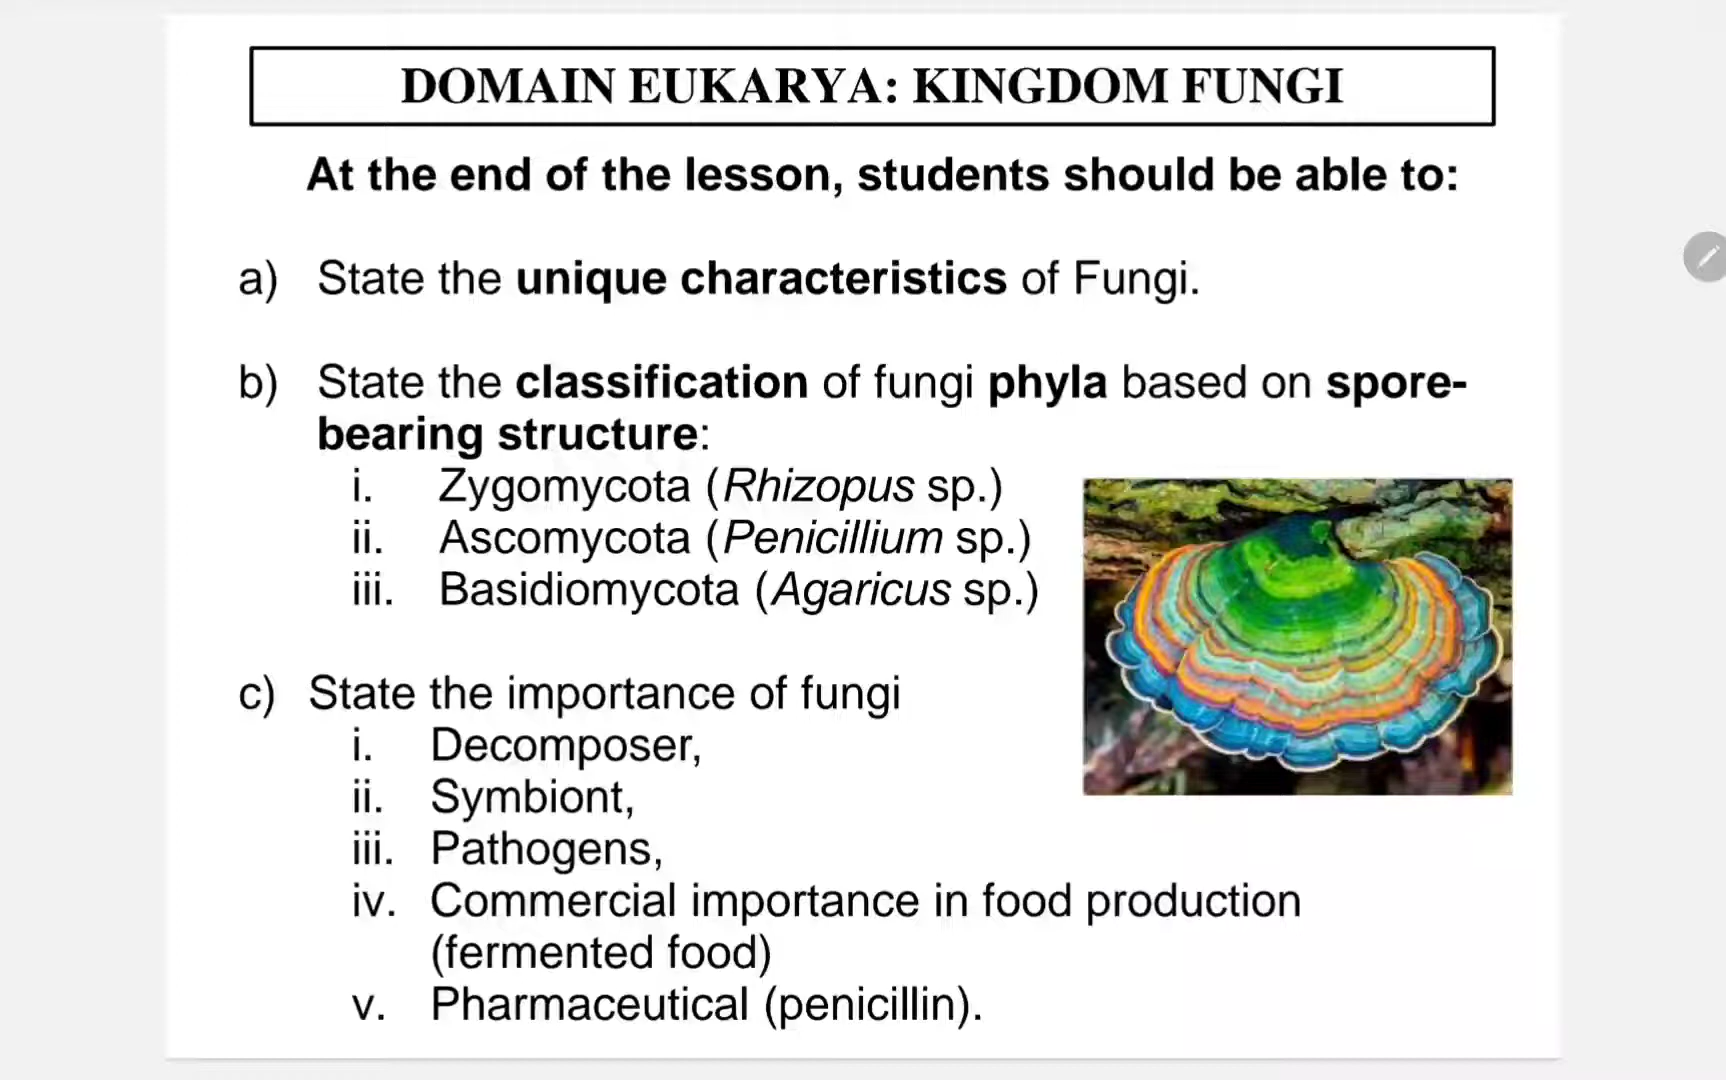 DOMAIN EUKARYA: KINGDOM FUNGI
At the end of the lesson, students should be able to:
a) State the unique characteristics of Fungi.
b) State the classification of fungi phyla based on spore-
bearing structure:
i. Zygomycota (Rhizopus sp.)
ii. Ascomycota (Penicillium sp.)
iii. Basidiomycota (Agaricus sp.)
c) State the importance of fungi
i. Decomposer,
ii. Symbiont,
iii. Pathogens,
iv. Commercial importance in food production
(fermented food)
v. Pharmaceutical (penicillin).